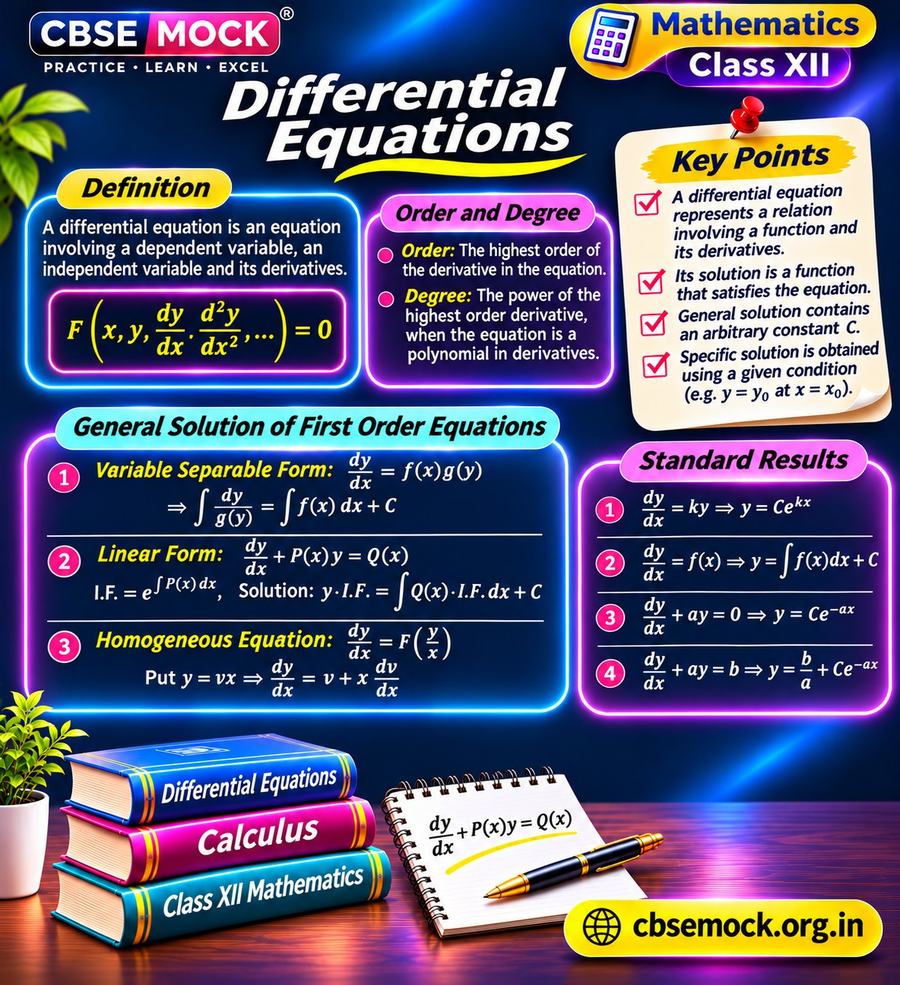 CBSE MOCK ®
PRACTICE • LEARN • EXCEL
Mathematics
Class XII
Differential
Equations
Definition
A differential equation is an equation
involving a dependent variable, an
independent variable and its derivatives.
F(x, y, dy/dx . d²y/dx² ,...) = 0
Order and Degree
Order: The highest order of
the derivative in the equation.
Degree: The power of the
highest order derivative,
when the equation is a
polynomial in derivatives.
Key Points
A differential equation
represents a relation
involving a function and
its derivatives.
Its solution is a function
that satisfies the equation.
General solution contains
an arbitrary constant C.
Specific solution is obtained
using a given condition
(e.g. y = y₀ at x = x₀).
General Solution of First Order Equations
1 Variable Separable Form: dy/dx = f(x)g(y)
⇒ ∫ dy/g(y) = ∫ f(x) dx + C
2 Linear Form: dy/dx + P(x)y = Q(x)
I.F. = e^∫P(x)dx, Solution: y·I.F. = ∫ Q(x)·I.F. dx + C
3 Homogeneous Equation: dy/dx = F(y/x)
Put y = vx ⇒ dy/dx = v + x dv/dx
Standard Results
1 dy/dx = ky ⇒ y = Ce^kx
2 dy/dx = f(x) ⇒ y = ∫f(x)dx + C
3 dy/dx + ay = 0 ⇒ y = Ce^−ax
4 dy/dx + ay = b ⇒ y = b/a + Ce^−ax
Differential Equations
Calculus
Class XII Mathematics
dy/dx + P(x)y = Q(x)
cbsemock.org.in